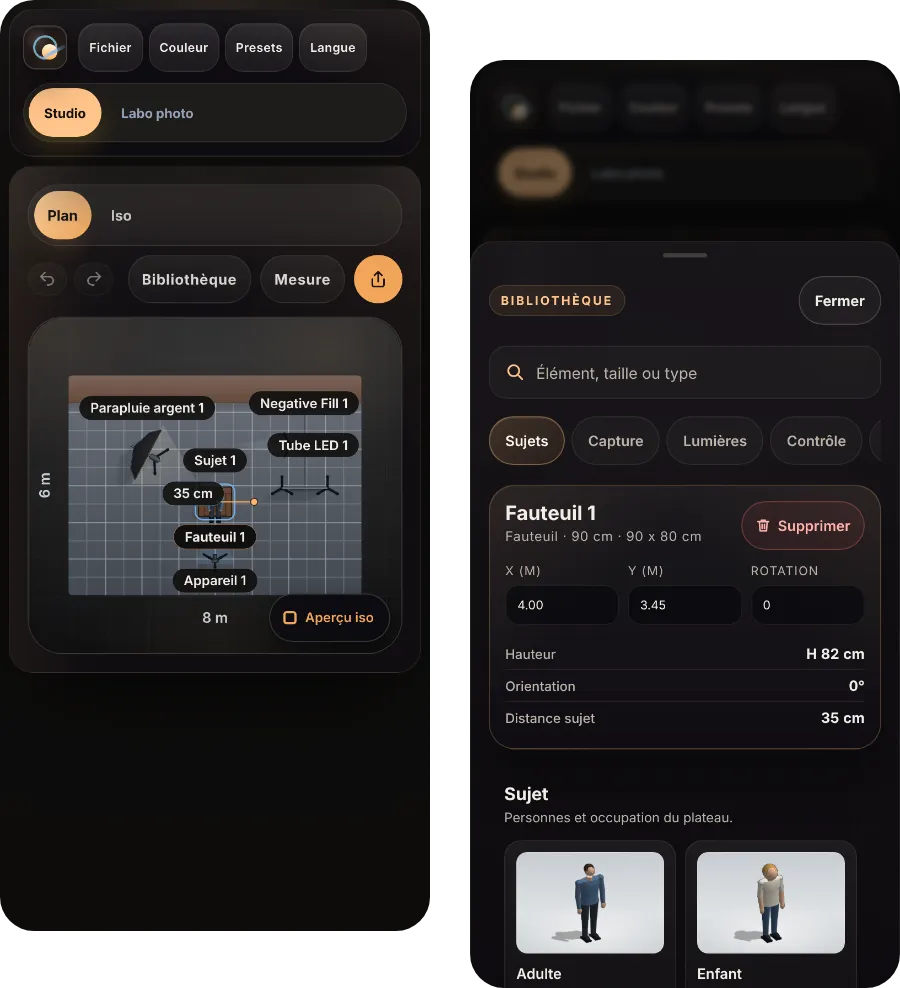 Fichier
Couleur
Presets
Langue
Studio
Labo photo
Plan
Iso
Bibliothèque
Mesure
Parapluie argent 1
Negative Fill 1
Tube LED 1
Sujet 1
35 cm
Fauteuil 1
Appareil 1
6 m
8 m
Aperçu iso
BIBLIOTHÈQUE
Fermer
Élément, taille ou type
Sujets
Capture
Lumières
Contrôle
Fauteuil 1
Fauteuil · 90 cm · 90 x 80 cm
Supprimer
X (M)
Y (M)
ROTATION
4.00
3.45
0
Hauteur
H 82 cm
Orientation
0°
Distance sujet
35 cm
Sujet
Personnes et occupation du plateau.
Adulte
Enfant